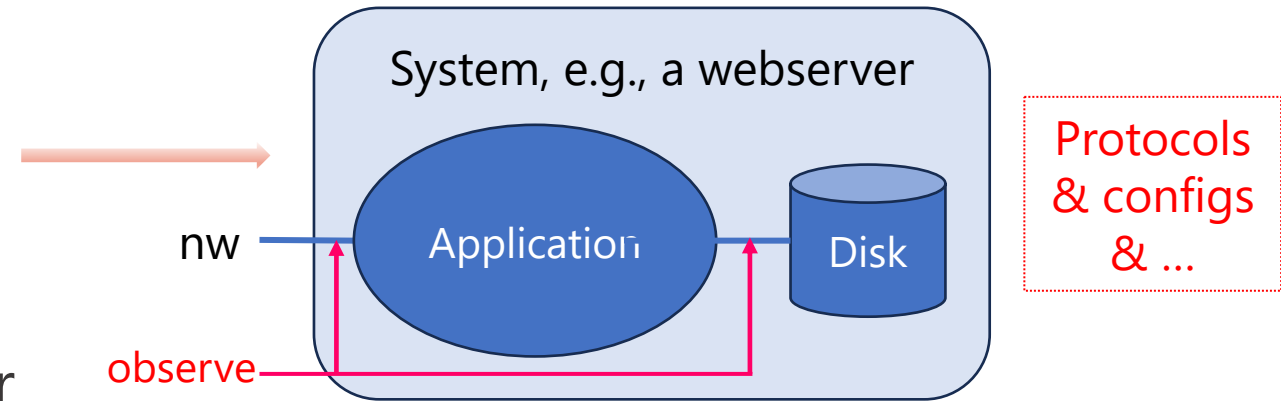 System, e.g., a webserver
Protocols
& configs
& ...
nw
Application
Disk
observe
r